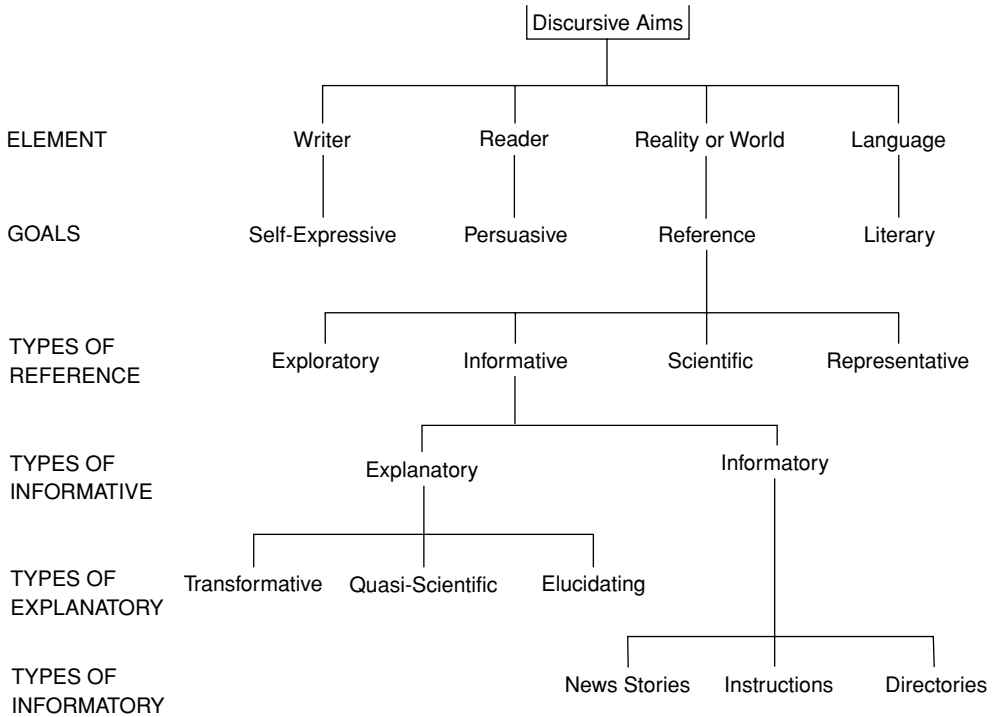 Discursive Aims
ELEMENT Writer Reader Reality or World Language
GOALS Self-Expressive Persuasive Reference Literary
TYPES OF
REFERENCE Exploratory Informative Scientific Representative
TYPES OF
INFORMATIVE Explanatory Informatory
TYPES OF
EXPLANATORY Transformative Quasi-Scientific Elucidating
TYPES OF
INFORMATORY News Stories Instructions Directories